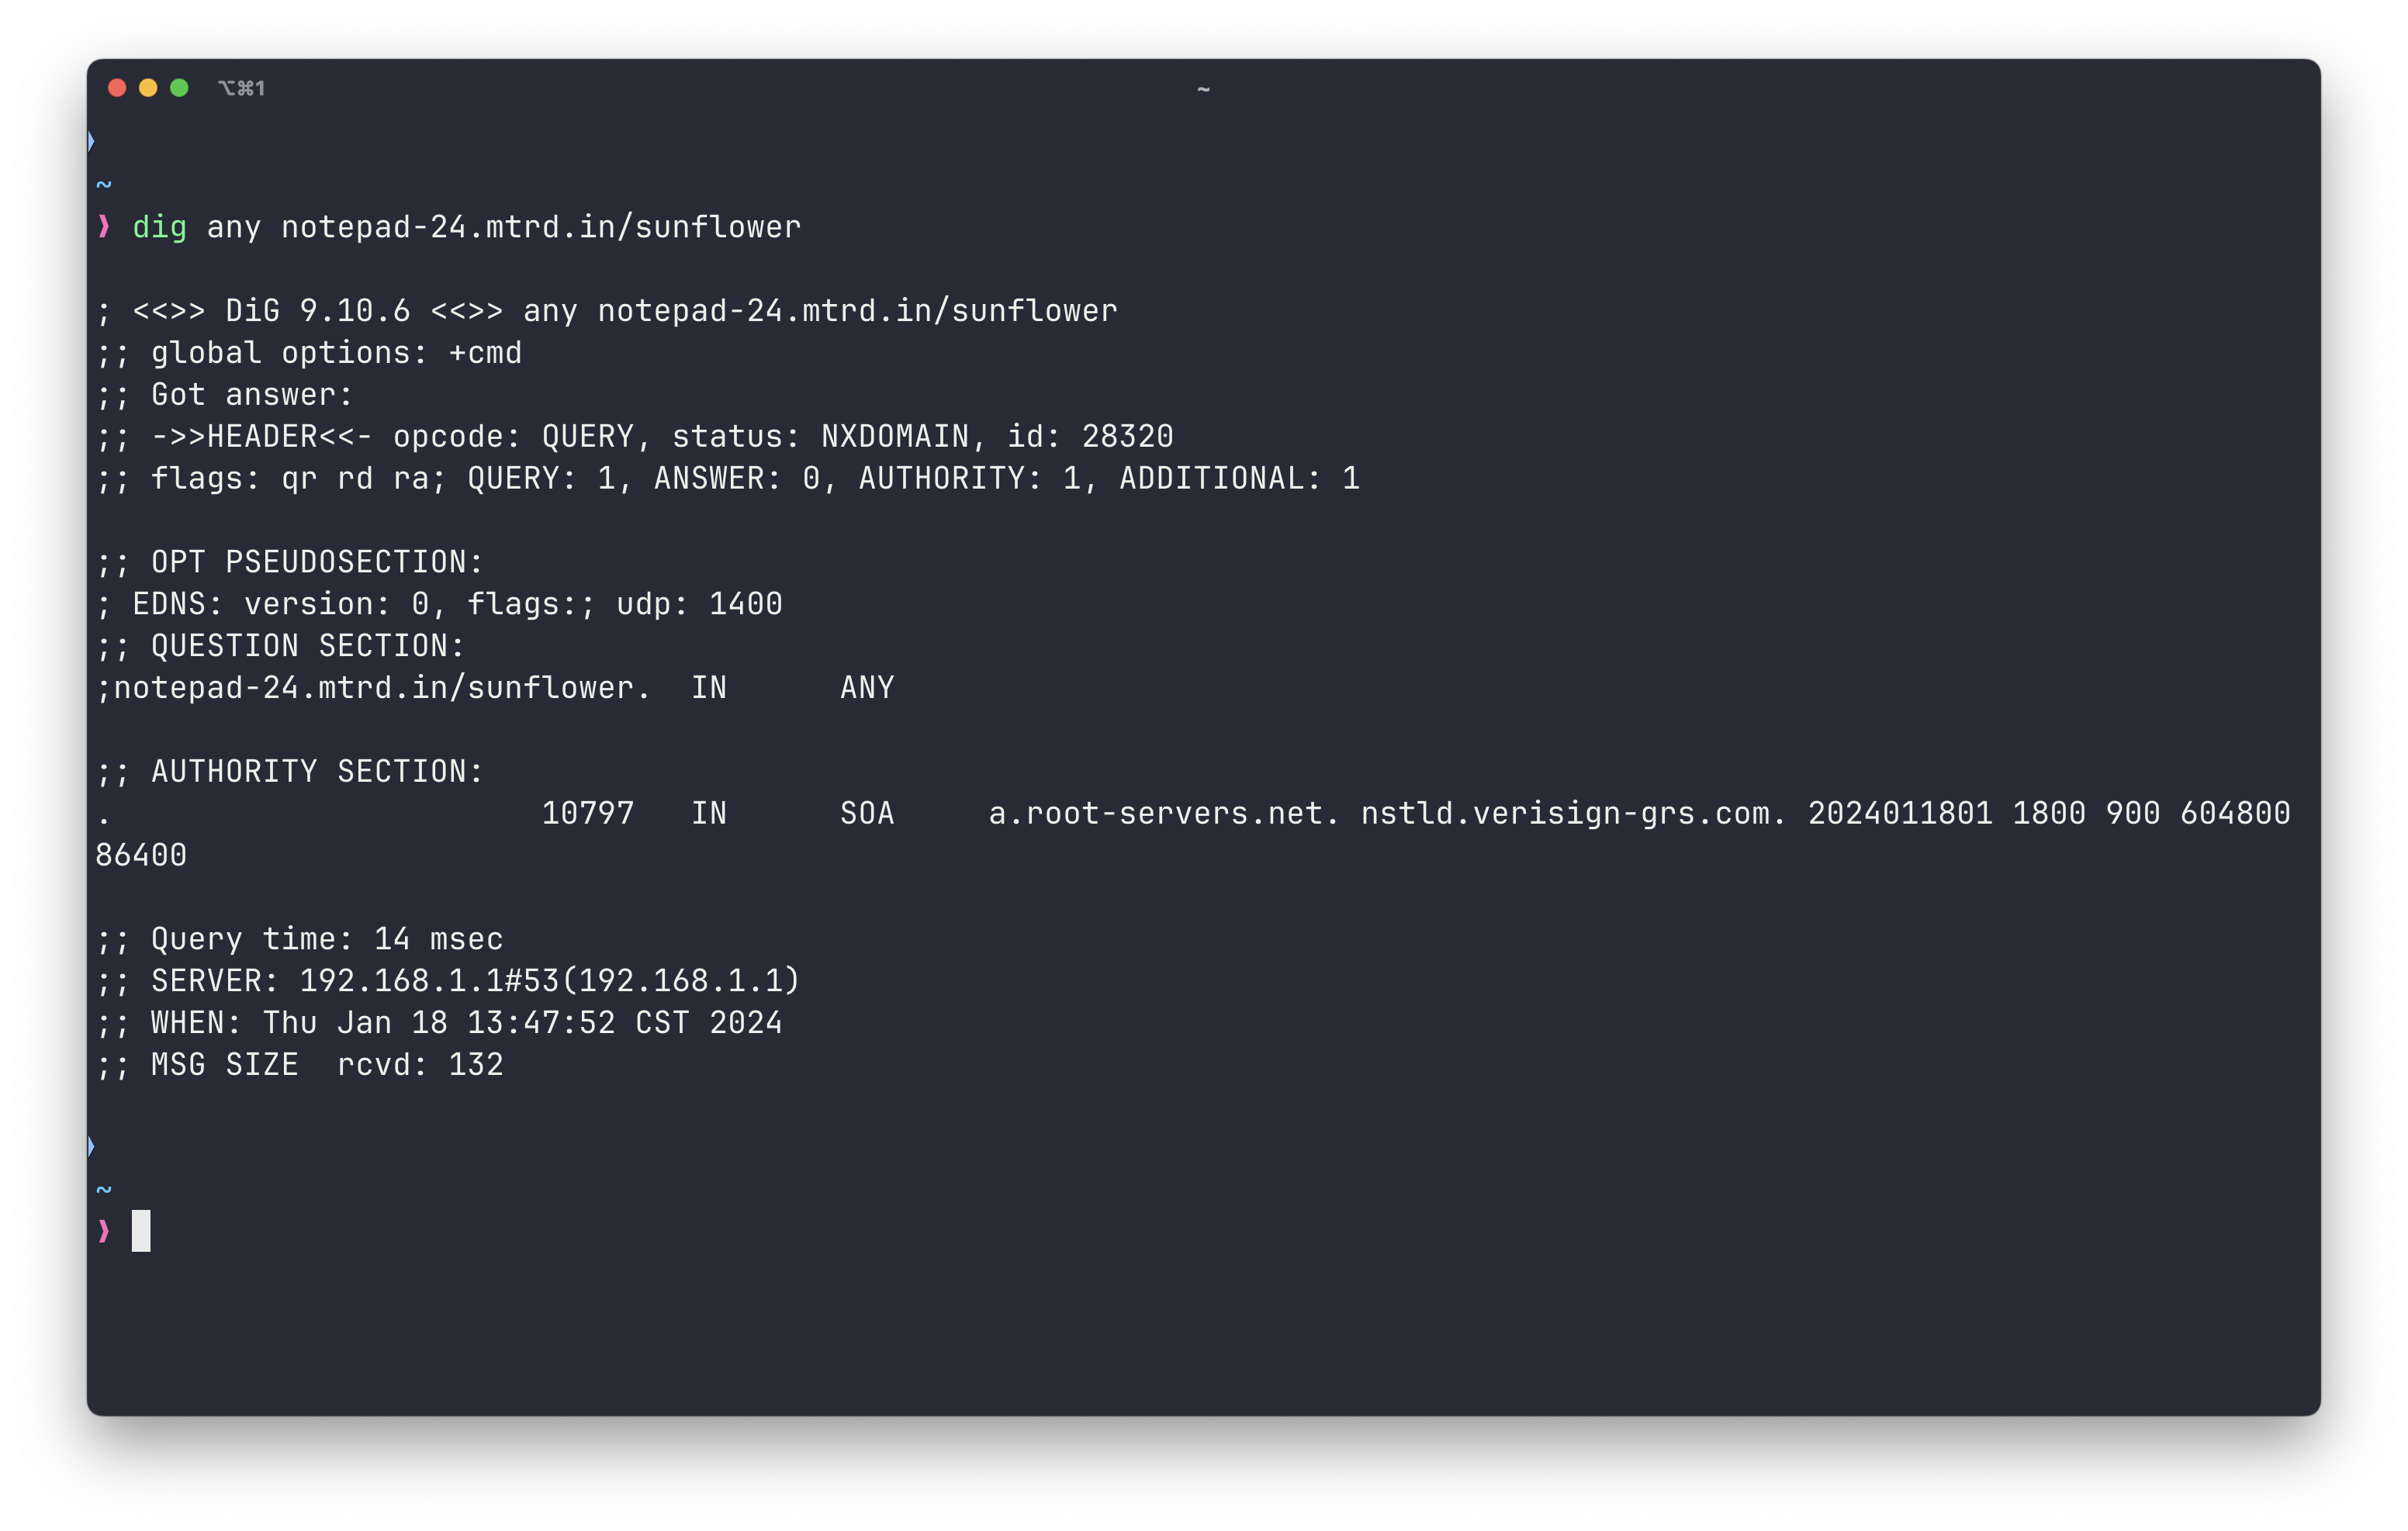 ⌥⌘1 ~
~
❯ dig any notepad-24.mtrd.in/sunflower
; <<>> DiG 9.10.6 <<>> any notepad-24.mtrd.in/sunflower
;; global options: +cmd
;; Got answer:
;; ->>HEADER<<- opcode: QUERY, status: NXDOMAIN, id: 28320
;; flags: qr rd ra; QUERY: 1, ANSWER: 0, AUTHORITY: 1, ADDITIONAL: 1
;; OPT PSEUDOSECTION:
; EDNS: version: 0, flags:; udp: 1400
;; QUESTION SECTION:
;notepad-24.mtrd.in/sunflower. IN ANY
;; AUTHORITY SECTION:
. 10797 IN SOA a.root-servers.net. nstld.verisign-grs.com. 2024011801 1800 900 604800
86400
;; Query time: 14 msec
;; SERVER: 192.168.1.1#53(192.168.1.1)
;; WHEN: Thu Jan 18 13:47:52 CST 2024
;; MSG SIZE rcvd: 132
~
❯